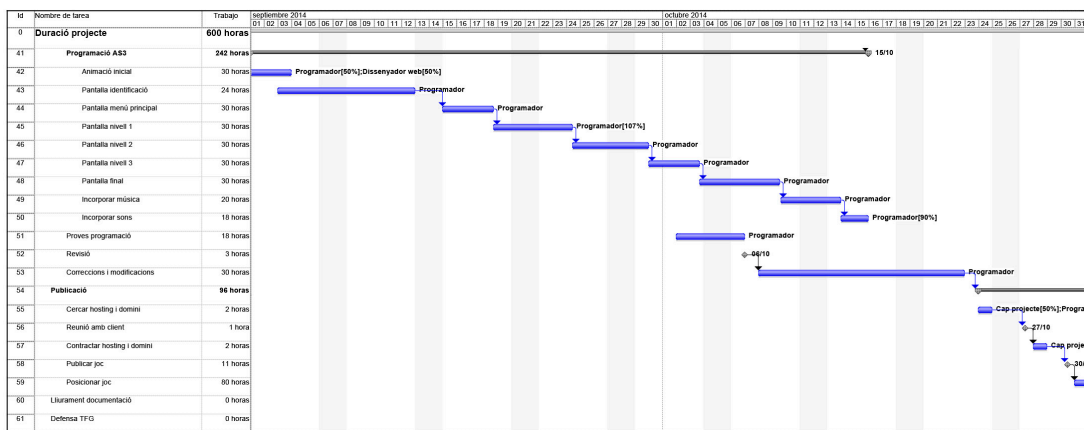 Id Nombre de tarea Trabajo septiembre 2014 octubre 2014
01 02 03 04 05 06 07 08 09 10 11 12 13 14 15 16 17 18 19 20 21 22 23 24 25 26 27 28 29 30 01 02 03 04 05 06 07 08 09 10 11 12 13 14 15 16 17 18 19 20 21 22 23 24 25 26 27 28 29 30 31
0 Duració projecte 600 horas
41 Programació AS3 242 horas 15/10
42 Animació inicial 30 horas Programador[50%];Dissenyador web[50%]
43 Pantalla identificació 24 horas Programador
44 Pantalla menú principal 30 horas Programador
45 Pantalla nivell 1 30 horas Programador[107%]
46 Pantalla nivell 2 30 horas Programador
47 Pantalla nivell 3 30 horas Programador
48 Pantalla final 30 horas Programador
49 Incorporar música 20 horas Programador
50 Incorporar sons 18 horas Programador[90%]
51 Proves programació 18 horas Programador
52 Revisió 3 horas 06/10
53 Correccions i modificacions 30 horas Programador
54 Publicació 96 horas
55 Cercar hosting i domini 2 horas Cap projecte[50%];Progra
56 Reunió amb client 1 hora 27/10
57 Contractar hosting i domini 2 horas Cap proje
58 Publicar joc 11 horas 30/
59 Posicionar joc 80 horas
60 Lliurament documentació 0 horas
61 Defensa TFG 0 horas